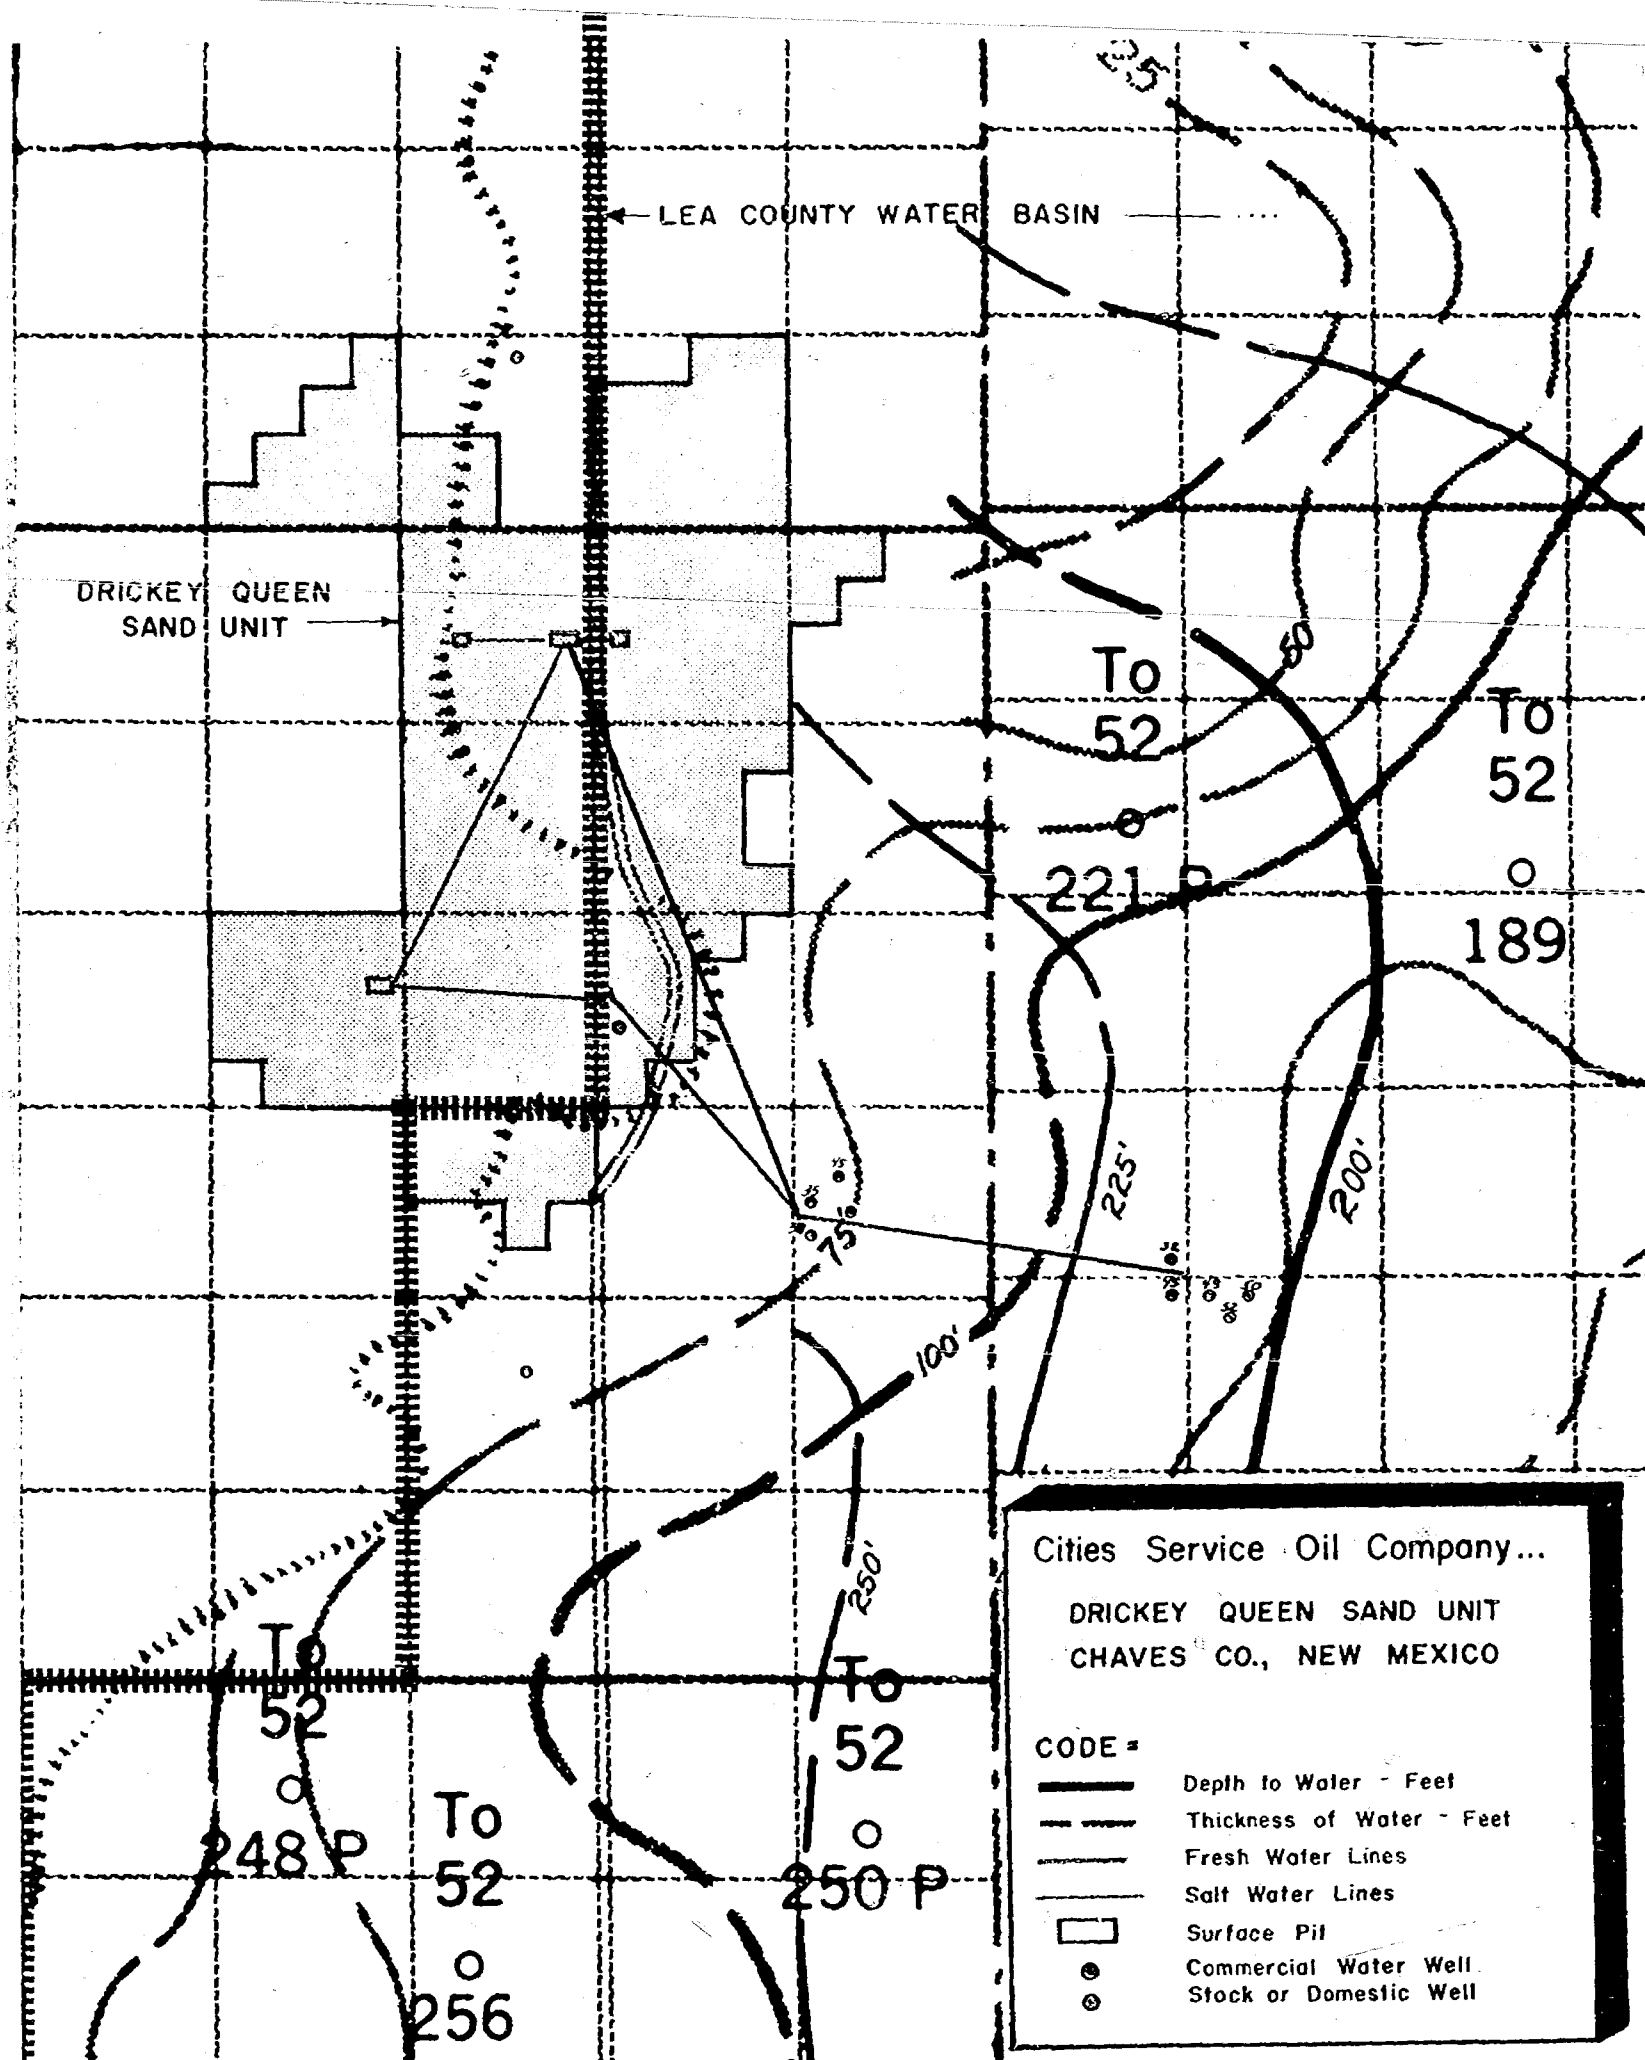 25
LEA COUNTY WATER BASIN
DRICKEY QUEEN
SAND UNIT
50
To
52
221 P
To
52
189
225'
200'
75'
100'
250'
To
52
248 P
To
52
256
To
52
250 P
Cities Service Oil Company...
DRICKEY QUEEN SAND UNIT
CHAVES CO., NEW MEXICO
CODE =
Depth to Water - Feet
Thickness of Water - Feet
Fresh Water Lines
Salt Water Lines
Surface Pit
Commercial Water Well
Stock or Domestic Well